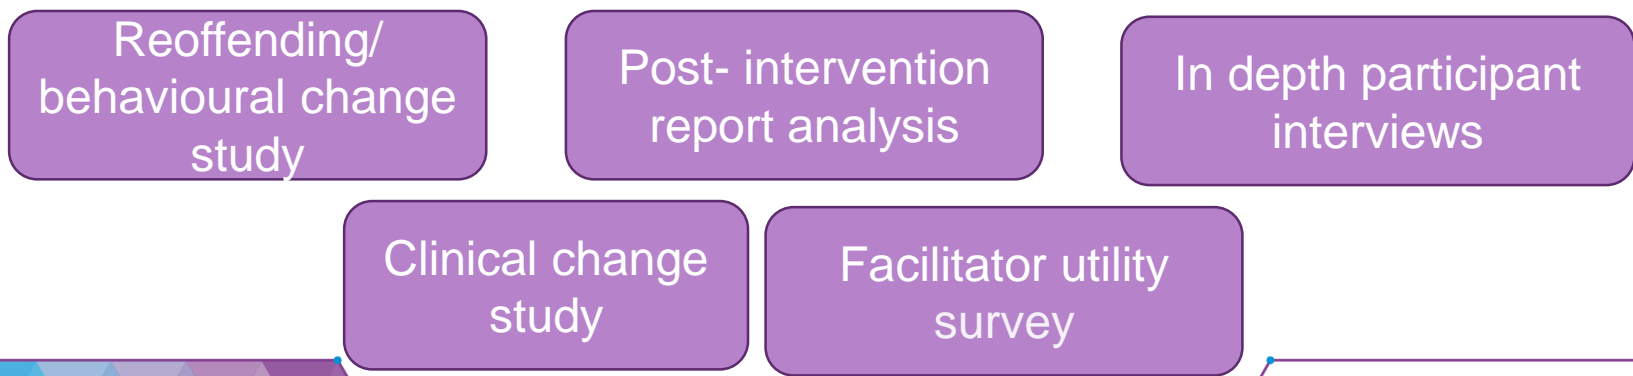 Reoffending/
behavioural change
study
Post- intervention
report analysis
In depth participant
interviews
Clinical change
study
Facilitator utility
survey